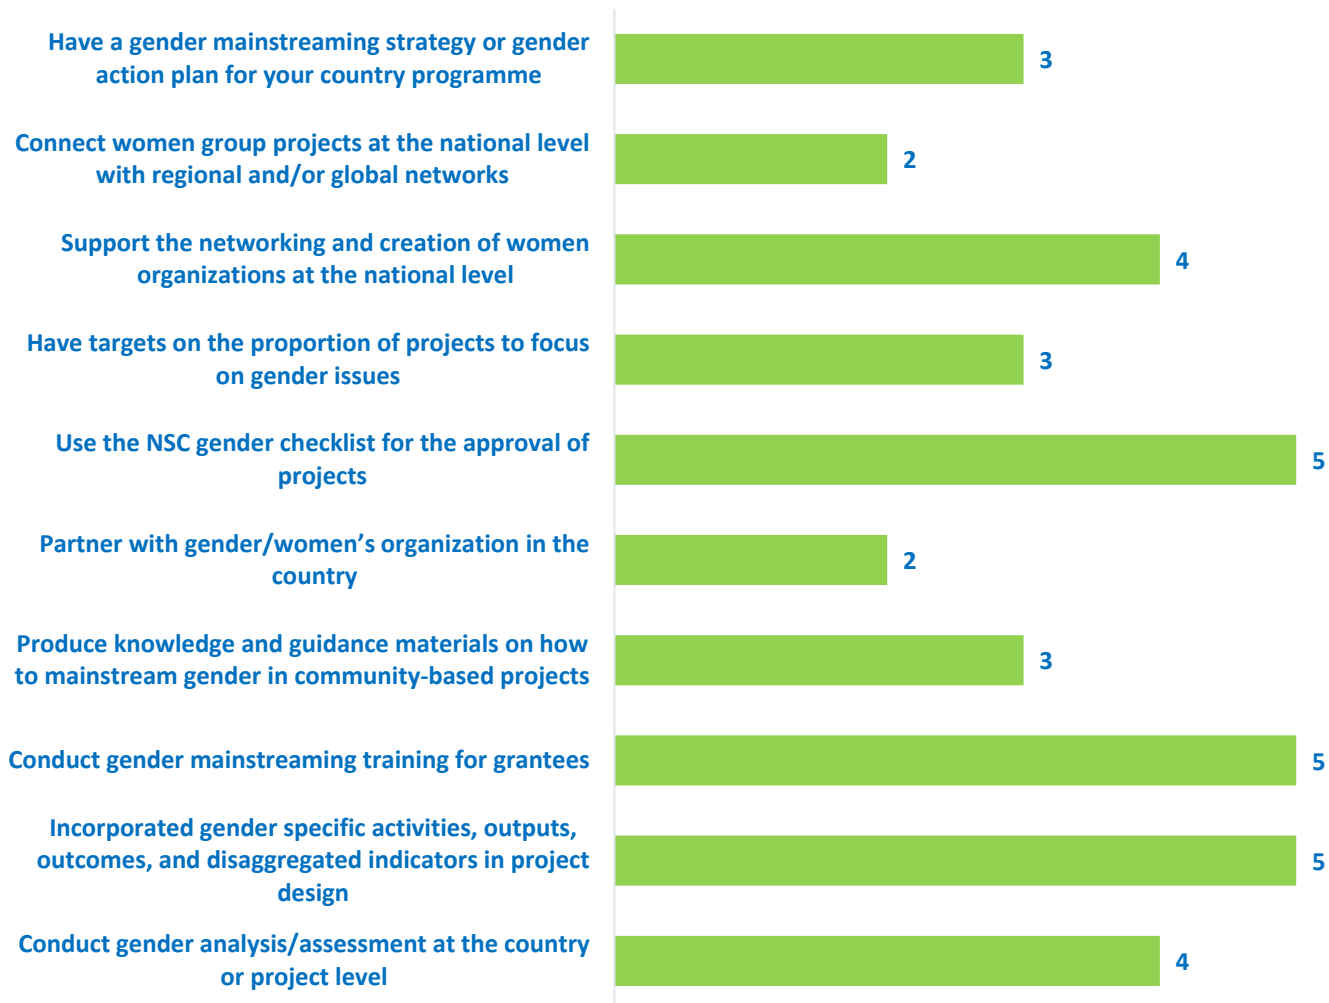 Have a gender mainstreaming strategy or gender
action plan for your country programme
3
Connect women group projects at the national level
with regional and/or global networks
2
Support the networking and creation of women
organizations at the national level
4
Have targets on the proportion of projects to focus
on gender issues
3
Use the NSC gender checklist for the approval of
projects
5
Partner with gender/women’s organization in the
country
2
Produce knowledge and guidance materials on how
to mainstream gender in community-based projects
3
Conduct gender mainstreaming training for grantees
5
Incorporated gender specific activities, outputs,
outcomes, and disaggregated indicators in project
design
5
Conduct gender analysis/assessment at the country
or project level
4